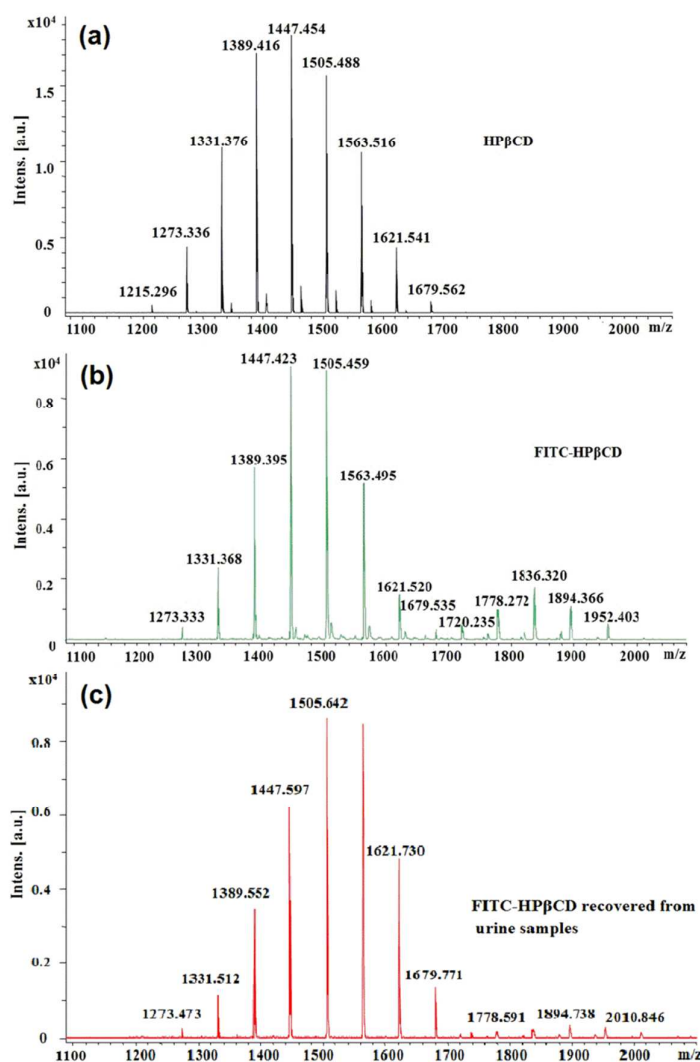 (a)
x10⁴
Intens. [a.u.]
1.5
1.0
0.5
0
1215.296
1273.336
1331.376
1389.416
1447.454
1505.488
1563.516
1621.541
1679.562
HPβCD
1100 1200 1300 1400 1500 1600 1700 1800 1900 2000 m/z
(b)
x10⁴
Intens. [a.u.]
0.8
0.6
0.4
0.2
0
1273.333
1331.368
1389.395
1447.423
1505.459
1563.495
1621.520
1679.535
1720.235
1778.272
1836.320
1894.366
1952.403
FITC-HPβCD
1100 1200 1300 1400 1500 1600 1700 1800 1900 2000 m/z
(c)
x10⁴
Intens. [a.u.]
0.8
0.6
0.4
0.2
0
1273.473
1331.512
1389.552
1447.597
1505.642
1621.730
1679.771
1778.591
1894.738
2010.846
FITC-HPβCD recovered from
urine samples
1100 1200 1300 1400 1500 1600 1700 1800 1900 2000 m/z